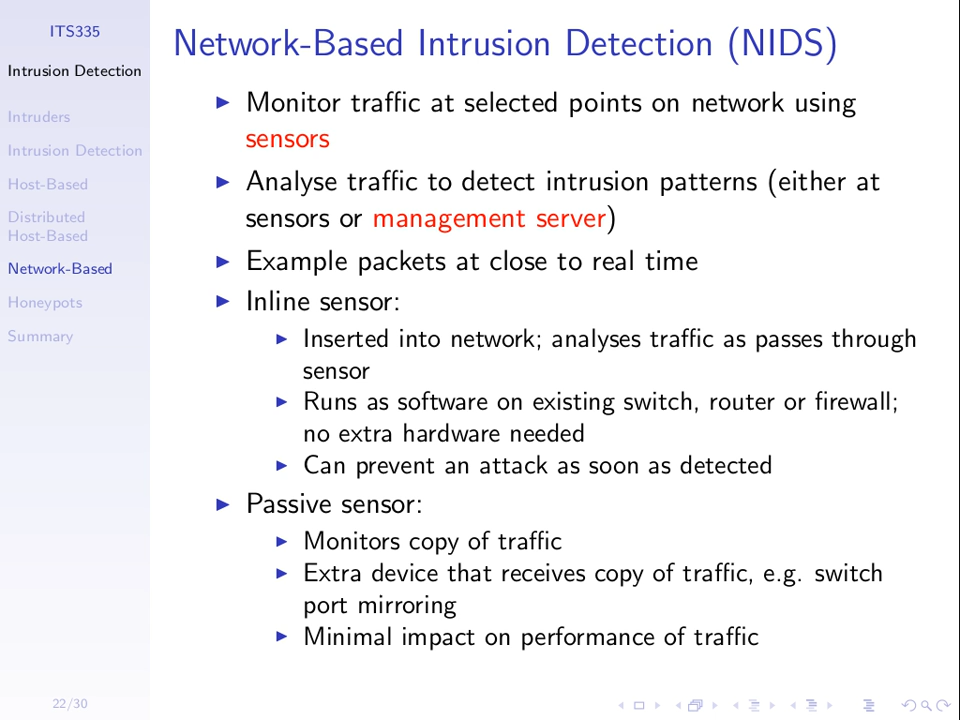 ITS335
Intrusion Detection
Intruders
Intrusion Detection
Host-Based
Distributed
Host-Based
Network-Based
Honeypots
Summary
22/30
Network-Based Intrusion Detection (NIDS)
Monitor traffic at selected points on network using
sensors
Analyse traffic to detect intrusion patterns (either at
sensors or management server)
Example packets at close to real time
Inline sensor:
Inserted into network; analyses traffic as passes through
sensor
Runs as software on existing switch, router or firewall;
no extra hardware needed
Can prevent an attack as soon as detected
Passive sensor:
Monitors copy of traffic
Extra device that receives copy of traffic, e.g. switch
port mirroring
Minimal impact on performance of traffic